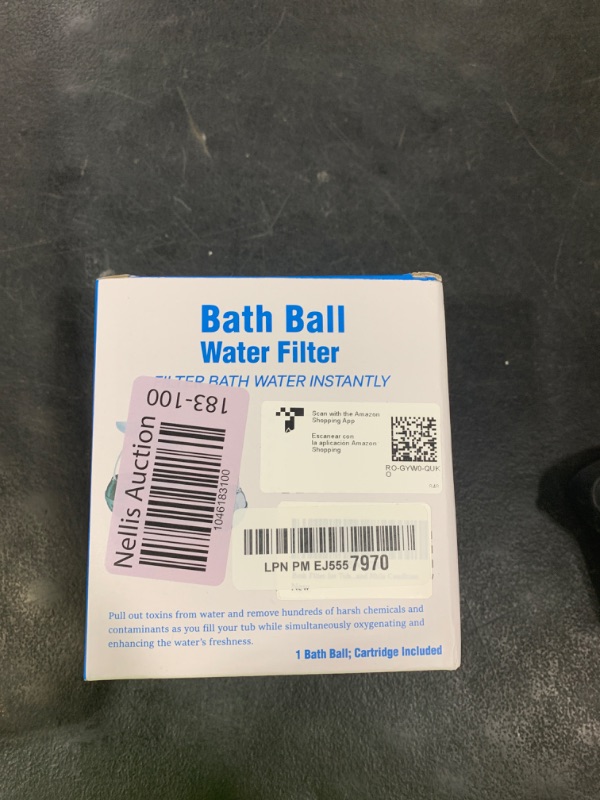 Bath Ball
Water Filter
FILTER BATH WATER INSTANTLY
183-100
Nellis Auction
1046183100
Scan with the Amazon
Shopping App
Escanear con
la aplicacion Amazon
Shopping
RO-GYW0-QUK
O
LPN PM EJ5557970
Pull out toxins from water and remove hundreds of harsh chemicals and
contaminants as you fill your tub while simultaneously oxygenating and
enhancing the water's freshness.
1 Bath Ball; Cartridge Included